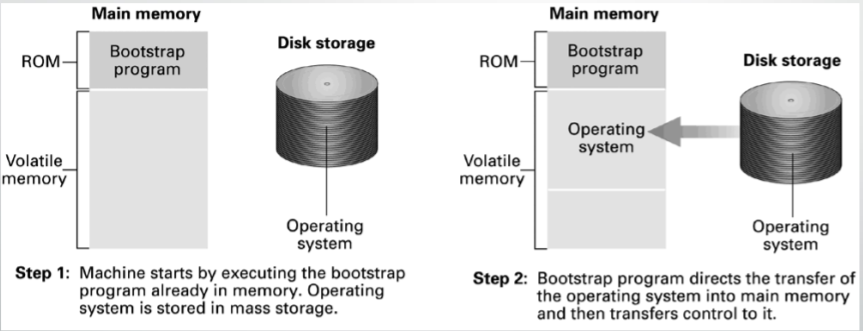 Main memory
ROM
Bootstrap
program
Disk storage
Volatile
memory
Operating
system
Step 1: Machine starts by executing the bootstrap
program already in memory. Operating
system is stored in mass storage.
Main memory
ROM
Bootstrap
program
Disk storage
Operating
system
Volatile
memory
Operating
system
Step 2: Bootstrap program directs the transfer of
the operating system into main memory
and then transfers control to it.